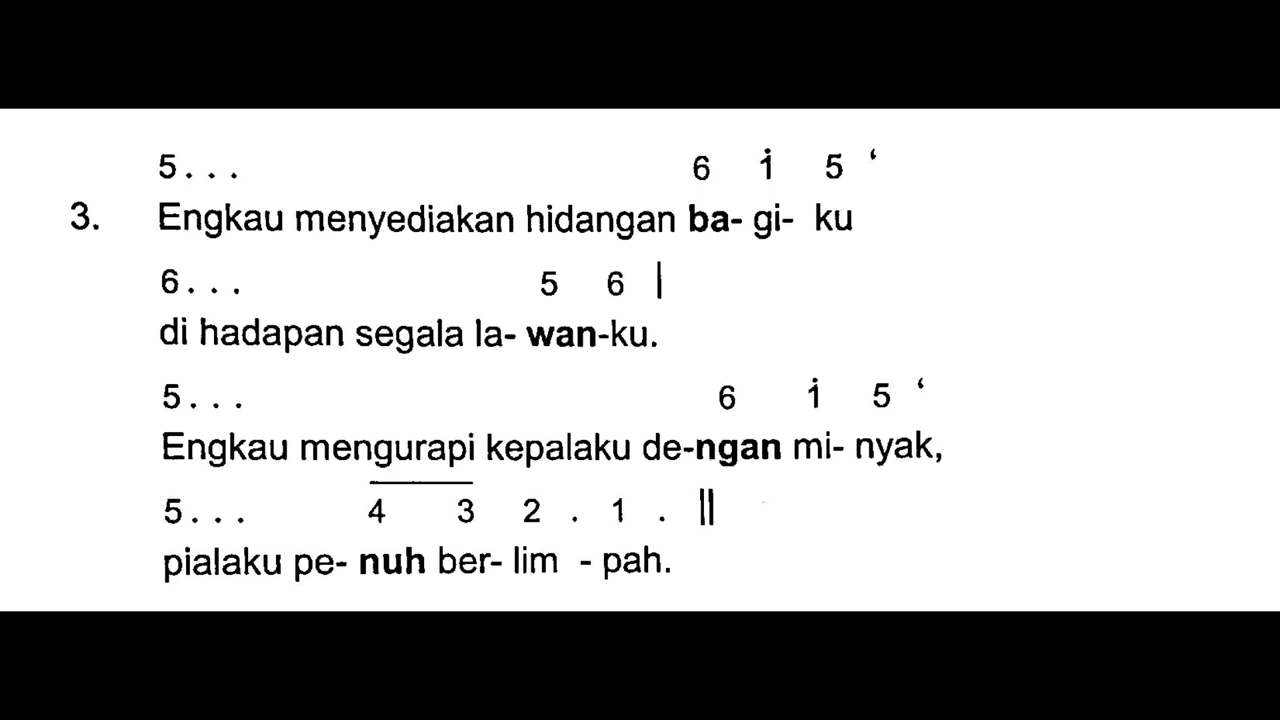 5 . . . 6 i̇ 5 ‘
3. Engkau menyediakan hidangan ba- gi- ku
6 . . . 5 6 |
di hadapan segala la- wan-ku.
5 . . . 6 i̇ 5 ‘
Engkau mengurapi kepalaku de-ngan mi- nyak,
5 . . . 4 3 2 . 1 . ||
pialaku pe- nuh ber- lim - pah.